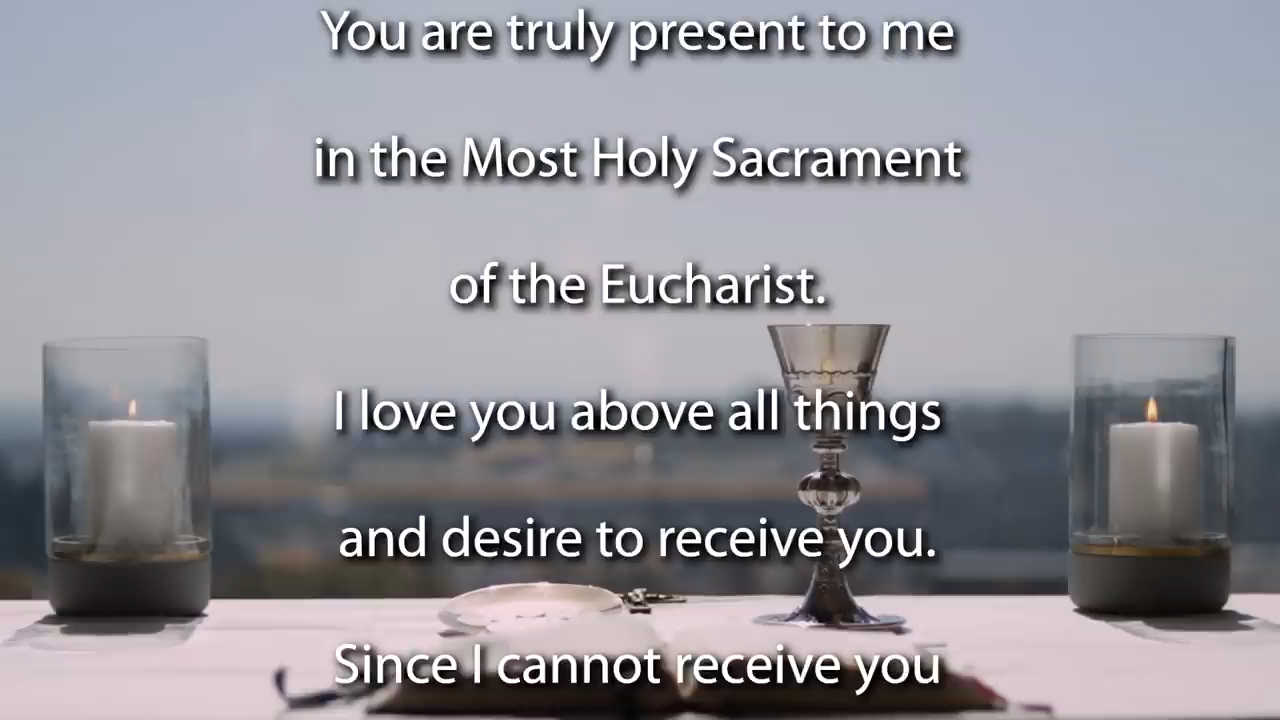 You are truly present to me
in the Most Holy Sacrament
of the Eucharist.
I love you above all things
and desire to receive you.
Since I cannot receive you